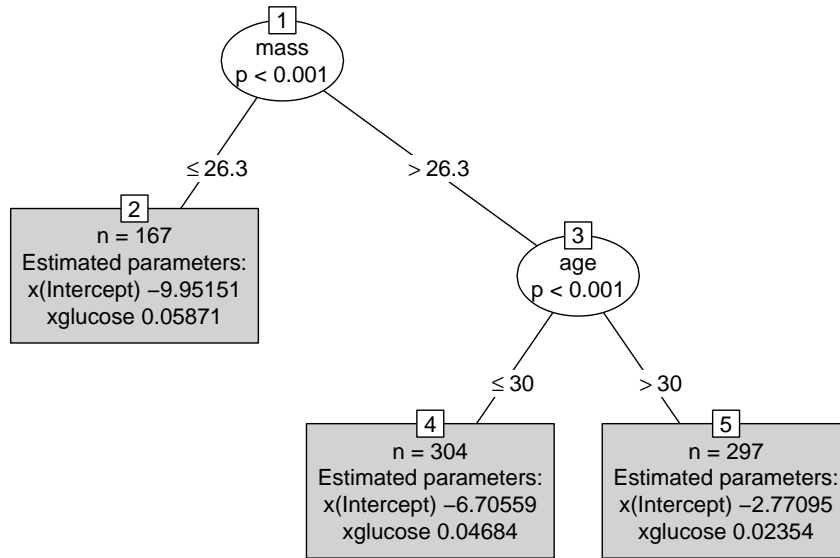 1
mass
p < 0.001
≤ 26.3
> 26.3
2
n = 167
Estimated parameters:
x(Intercept) −9.95151
xglucose 0.05871
3
age
p < 0.001
≤ 30
> 30
4
n = 304
Estimated parameters:
x(Intercept) −6.70559
xglucose 0.04684
5
n = 297
Estimated parameters:
x(Intercept) −2.77095
xglucose 0.02354